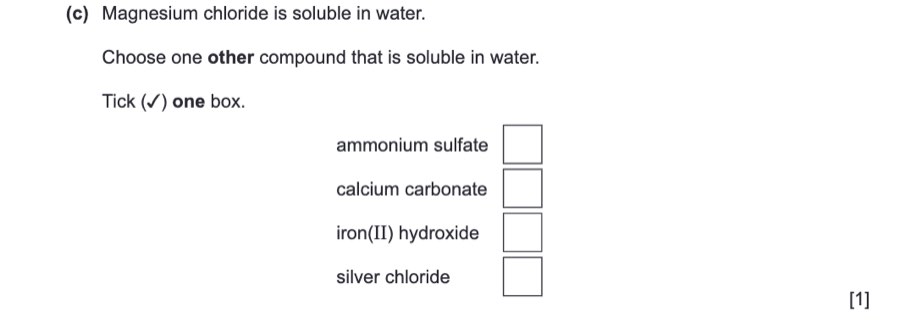 (c) Magnesium chloride is soluble in water.
Choose one other compound that is soluble in water.
Tick (✓) one box.
ammonium sulfate
calcium carbonate
iron(II) hydroxide
silver chloride
[1]